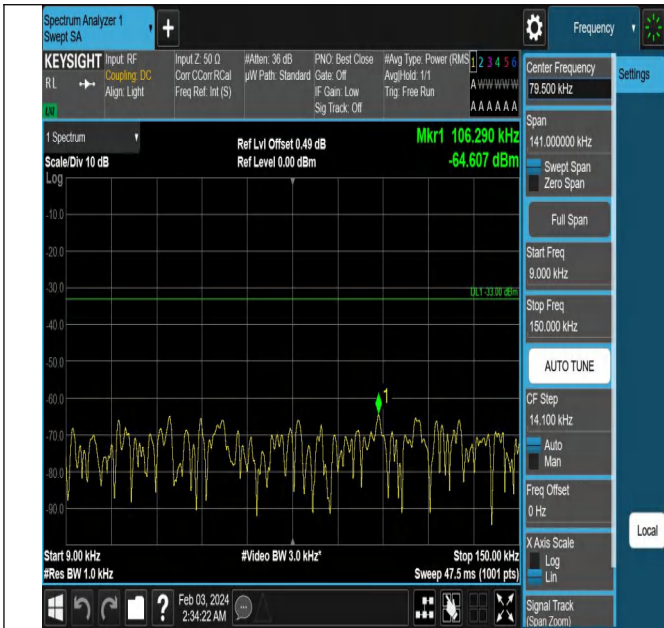 Spectrum Analyzer 1
Swept SA
Frequency
KEYSIGHT
RL
LXI
Input: RF
Coupling: DC
Align: Light
Input Z: 50 Ω
Corr CCorr RCal
Freq Ref: Int (S)
#Atten: 36 dB
µW Path: Standard
PNO: Best Close
Gate: Off
IF Gain: Low
Sig Track: Off
#Avg Type: Power (RMS
Avg|Hold: 1/1
Trig: Free Run
1 2 3 4 5 6
A W W W W W
A A A A A A
1 Spectrum
Scale/Div 10 dB
Log
Ref Lvl Offset 0.49 dB
Ref Level 0.00 dBm
Mkr1 106.290 kHz
-64.607 dBm
-10.0
-20.0
-30.0
DL1 -33.00 dBm
-40.0
-50.0
-60.0
1
-70.0
-80.0
-90.0
Start 9.00 kHz
#Video BW 3.0 kHz*
Stop 150.00 kHz
#Res BW 1.0 kHz
Sweep 47.5 ms (1001 pts)
Feb 03, 2024
2:34:22 AM
Center Frequency
79.500 kHz
Settings
Span
141.000000 kHz
Swept Span
Zero Span
Full Span
Start Freq
9.000 kHz
Stop Freq
150.000 kHz
AUTO TUNE
CF Step
14.100 kHz
Auto
Man
Freq Offset
0 Hz
X Axis Scale
Log
Lin
Local
Signal Track
(Span Zoom)